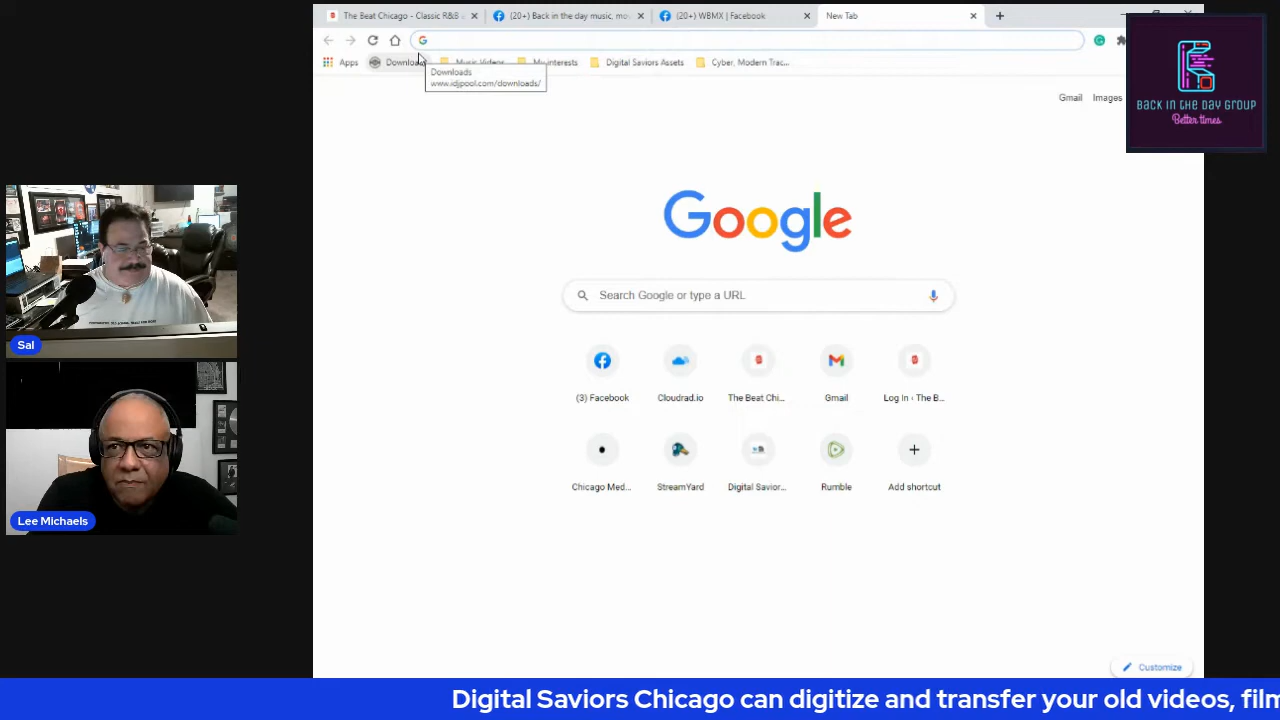 The Beat Chicago - Classic R&B
(20+) Back in the day music, mo
(20+) WBMX | Facebook
New Tab
Apps
Downloads
Music Videos
My interests
Digital Saviors Assets
Cyber, Modern Trac...
Downloads
www.idjpool.com/downloads/
Gmail
Images
BACK IN THE DAY GROUP
Better times
Google
Search Google or type a URL
(3) Facebook
Cloudrad.io
The Beat Chi...
Gmail
Log In ‹ The B...
Chicago Med...
StreamYard
Digital Savior...
Rumble
Add shortcut
Sal
Lee Michaels
Customize
Digital Saviors Chicago can digitize and transfer your old videos, film